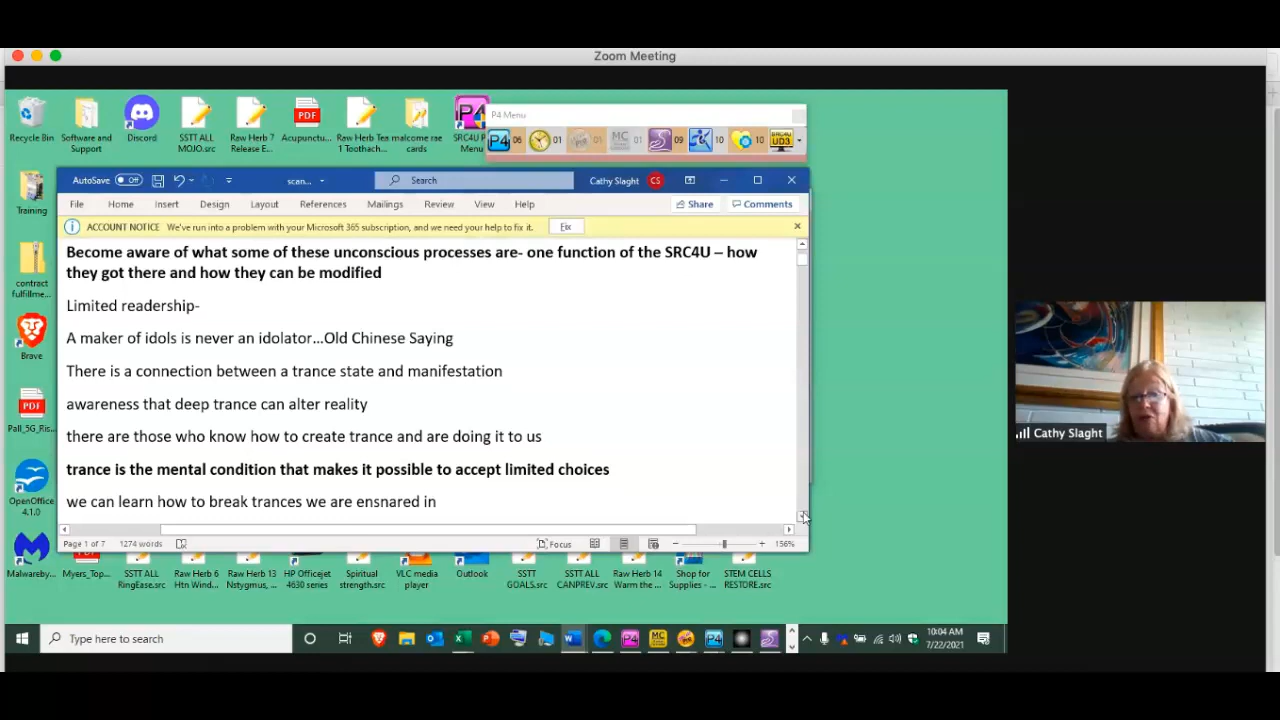 Zoom Meeting
Recycle Bin
Software and
Support
Discord
SSTT ALL
MOJO.src
Raw Herb 7
Release E...
Acupunctu...
Raw Herb Tea
1 Toothach...
malcome rae
cards
SRC4U P
Menu
P4 Menu
P4 06
01
01
MC 01
09
10
10
SRC4U
UD3
Training
contract
fulfillme...
Brave
Pall_5G_Ris...
OpenOffice
4.1.0
Malwareby...
AutoSave Off
scan...
Search
Cathy Slaght CS
File Home Insert Design Layout References Mailings Review View Help Share Comments
ACCOUNT NOTICE We've run into a problem with your Microsoft 365 subscription, and we need your help to fix it. Fix
Become aware of what some of these unconscious processes are- one function of the SRC4U – how
they got there and how they can be modified
Limited readership-
A maker of idols is never an idolator…Old Chinese Saying
There is a connection between a trance state and manifestation
awareness that deep trance can alter reality
there are those who know how to create trance and are doing it to us
trance is the mental condition that makes it possible to accept limited choices
we can learn how to break trances we are ensnared in
Page 1 of 7 1274 words Focus 156%
Myers_Top...
SSTT ALL
RingEase.src
Raw Herb 6
Htn Wind...
Raw Herb 13
Nstygmus, ...
HP Officejet
4630 series
Spiritual
strength.src
VLC media
player
Outlook
SSTT
GOALS.src
SSTT ALL
CANPREV.src
Raw Herb 14
Warm the ...
Shop for
Supplies - ...
STEM CELLS
RESTORE.src
Type here to search
10:04 AM
7/22/2021
Cathy Slaght